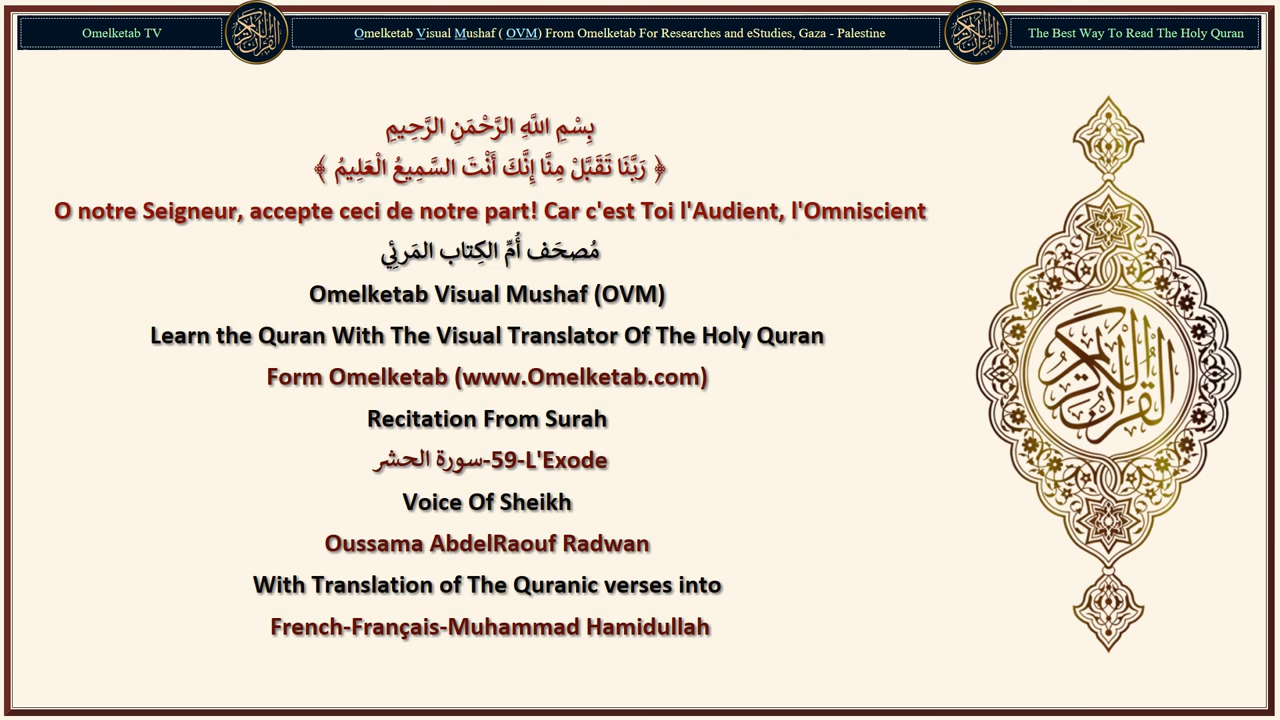 Omelketab TV
Omelketab Visual Mushaf ( OVM) From Omelketab For Researches and eStudies, Gaza - Palestine
The Best Way To Read The Holy Quran
بِسْمِ اللَّهِ الرَّحْمَنِ الرَّحِيمِ
﴿ رَبَّنَا تَقَبَّلْ مِنَّا إِنَّكَ أَنْتَ السَّمِيعُ الْعَلِيمُ ﴾
O notre Seigneur, accepte ceci de notre part! Car c'est Toi l'Audient, l'Omniscient
مُصحَف أُمِّ الكِتاب المَرئِي
Omelketab Visual Mushaf (OVM)
Learn the Quran With The Visual Translator Of The Holy Quran
Form Omelketab (www.Omelketab.com)
Recitation From Surah
سورة الحشر-59-L'Exode
Voice Of Sheikh
Oussama AbdelRaouf Radwan
With Translation of The Quranic verses into
French-Français-Muhammad Hamidullah
القرآن الكريم